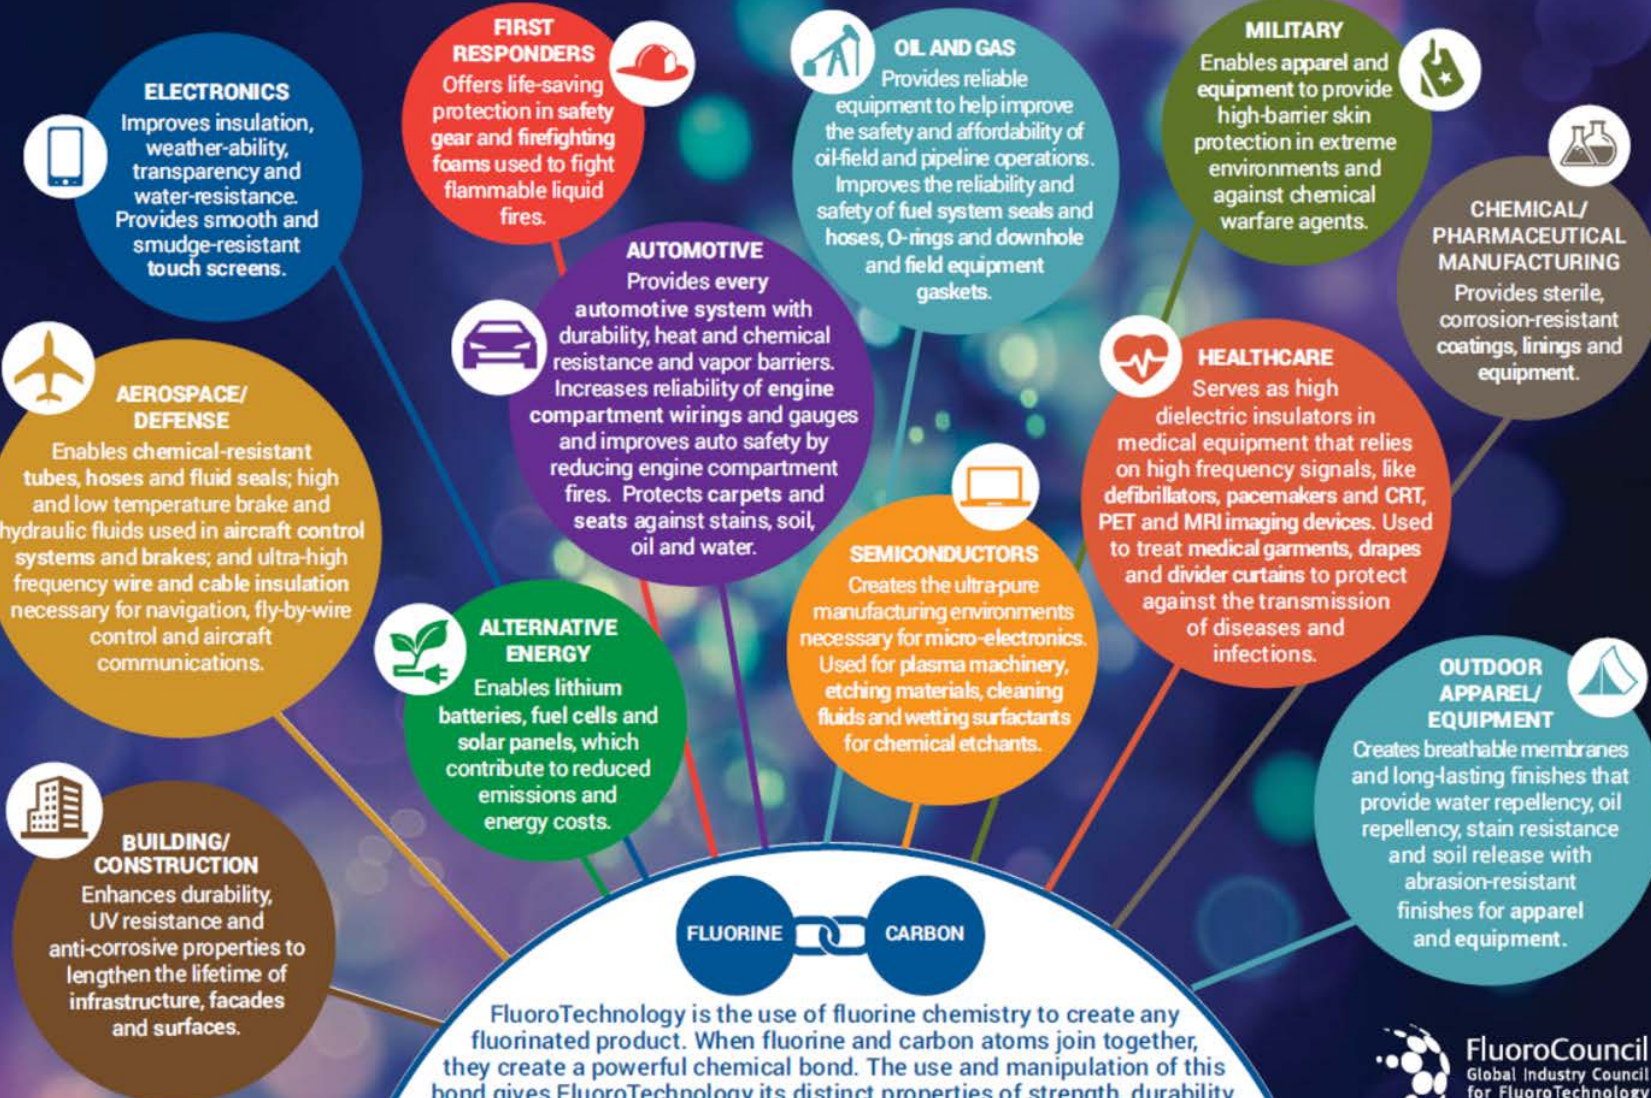 ELECTRONICS
Improves insulation,
weather-ability,
transparency and
water-resistance.
Provides smooth and
smudge-resistant
touch screens.
FIRST
RESPONDERS
Offers life-saving
protection in safety
gear and firefighting
foams used to fight
flammable liquid
fires.
OIL AND GAS
Provides reliable
equipment to help improve
the safety and affordability of
oil-field and pipeline operations.
Improves the reliability and
safety of fuel system seals and
hoses, O-rings and downhole
and field equipment
gaskets.
MILITARY
Enables apparel and
equipment to provide
high-barrier skin
protection in extreme
environments and
against chemical
warfare agents.
CHEMICAL/
PHARMACEUTICAL
MANUFACTURING
Provides sterile,
corrosion-resistant
coatings, linings and
equipment.
AUTOMOTIVE
Provides every
automotive system with
durability, heat and chemical
resistance and vapor barriers.
Increases reliability of engine
compartment wirings and gauges
and improves auto safety by
reducing engine compartment
fires. Protects carpets and
seats against stains, soil,
oil and water.
AEROSPACE/
DEFENSE
Enables chemical-resistant
tubes, hoses and fluid seals; high
and low temperature brake and
hydraulic fluids used in aircraft control
systems and brakes; and ultra-high
frequency wire and cable insulation
necessary for navigation, fly-by-wire
control and aircraft
communications.
HEALTHCARE
Serves as high
dielectric insulators in
medical equipment that relies
on high frequency signals, like
defibrillators, pacemakers and CRT,
PET and MRI imaging devices. Used
to treat medical garments, drapes
and divider curtains to protect
against the transmission
of diseases and
infections.
SEMICONDUCTORS
Creates the ultra-pure
manufacturing environments
necessary for micro-electronics.
Used for plasma machinery,
etching materials, cleaning
fluids and wetting surfactants
for chemical etchants.
ALTERNATIVE
ENERGY
Enables lithium
batteries, fuel cells and
solar panels, which
contribute to reduced
emissions and
energy costs.
OUTDOOR
APPAREL/
EQUIPMENT
Creates breathable membranes
and long-lasting finishes that
provide water repellency, oil
repellency, stain resistance
and soil release with
abrasion-resistant
finishes for apparel
and equipment.
BUILDING/
CONSTRUCTION
Enhances durability,
UV resistance and
anti-corrosive properties to
lengthen the lifetime of
infrastructure, facades
and surfaces.
FLUORINE
CARBON
FluoroTechnology is the use of fluorine chemistry to create any
fluorinated product. When fluorine and carbon atoms join together,
they create a powerful chemical bond. The use and manipulation of this
bond gives FluoroTechnology its distinct properties of strength, durability,
FluoroCouncil
Global Industry Council
for FluoroTechnology